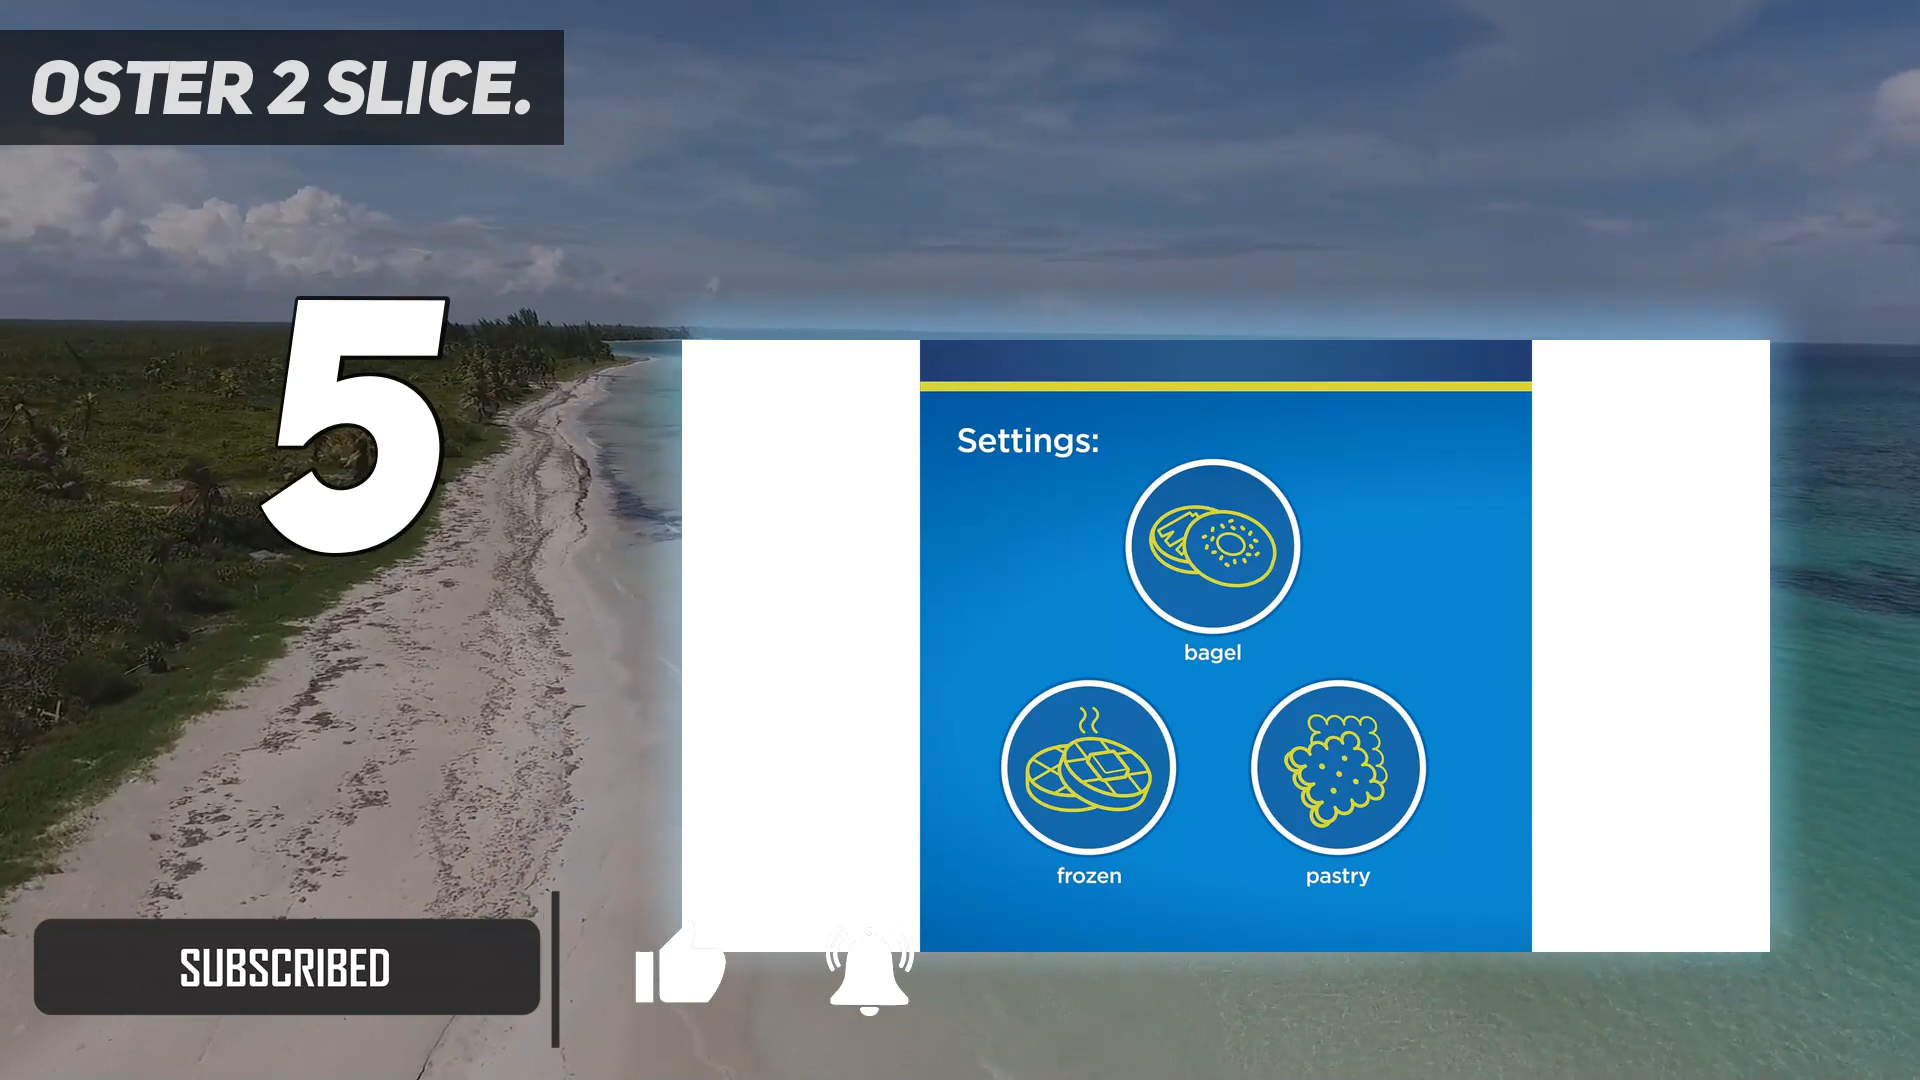 OSTER 2 SLICE.
5
Settings:
bagel
frozen
pastry
SUBSCRIBED